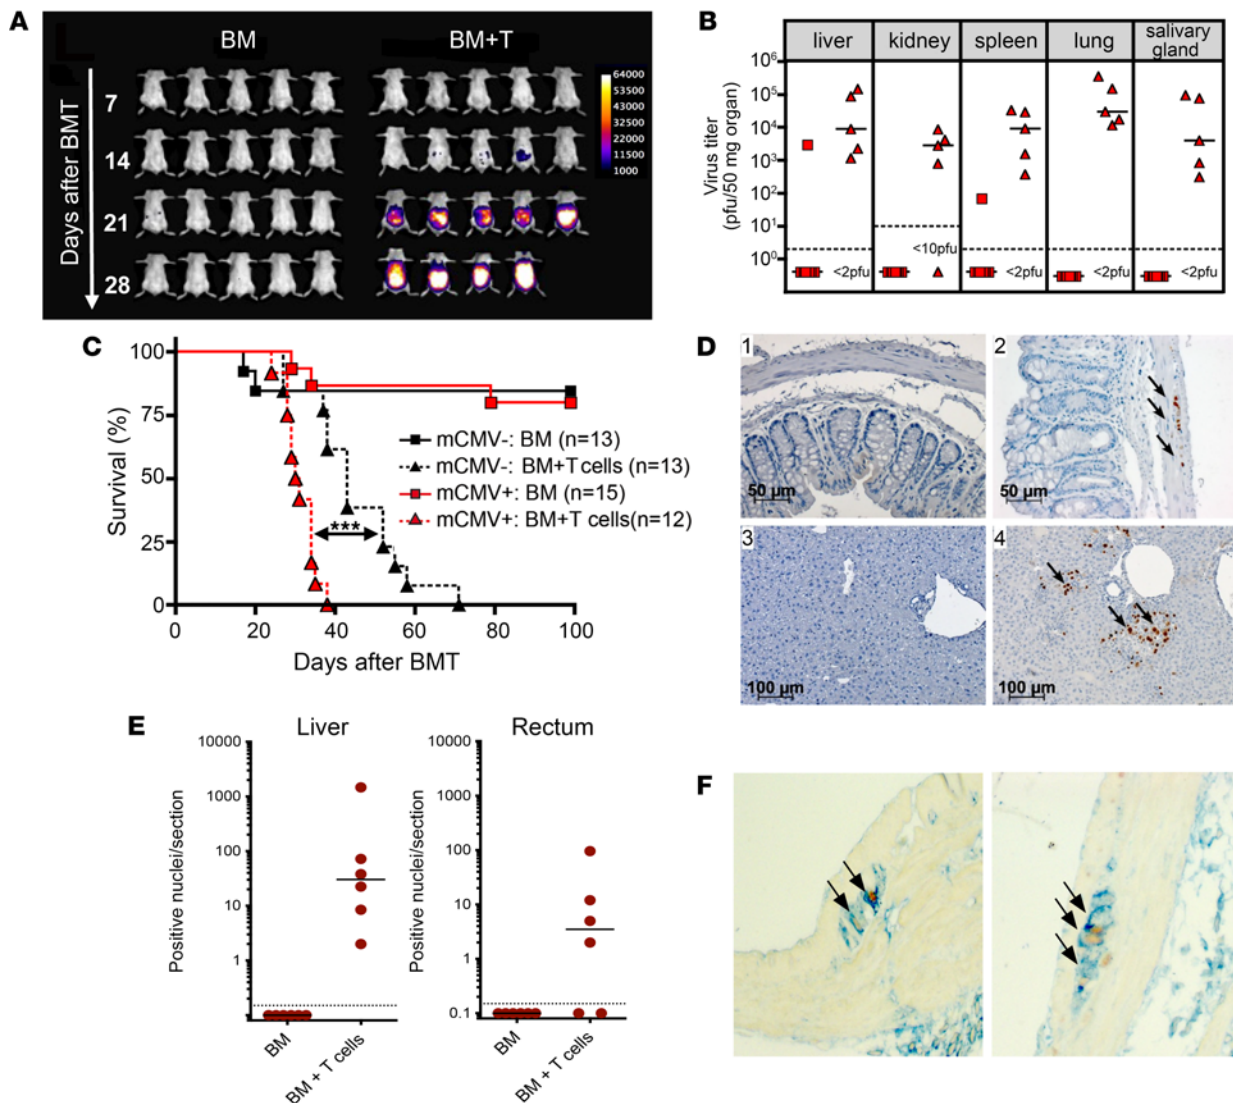 A
BM
BM+T
Days after BMT
7
14
21
28
64000
53500
43000
32500
22000
11500
1000
B
liver
kidney
spleen
lung
salivary
gland
Virus titer
(pfu/50 mg organ)
10⁶
10⁵
10⁴
10³
10²
10¹
10⁰
<2pfu
<10pfu
<2pfu
<2pfu
<2pfu
C
Survival (%)
100
75
50
25
0
0
20
40
60
80
100
Days after BMT
mCMV-: BM (n=13)
mCMV-: BM+T cells (n=13)
mCMV+: BM (n=15)
mCMV+: BM+T cells(n=12)
***
D
1
50 µm
2
50 µm
3
100 µm
4
100 µm
E
Liver
Positive nuclei/section
10000
1000
100
10
1
BM
BM + T cells
Rectum
Positive nuclei/section
10000
1000
100
10
1
0.1
BM
BM + T cells
F